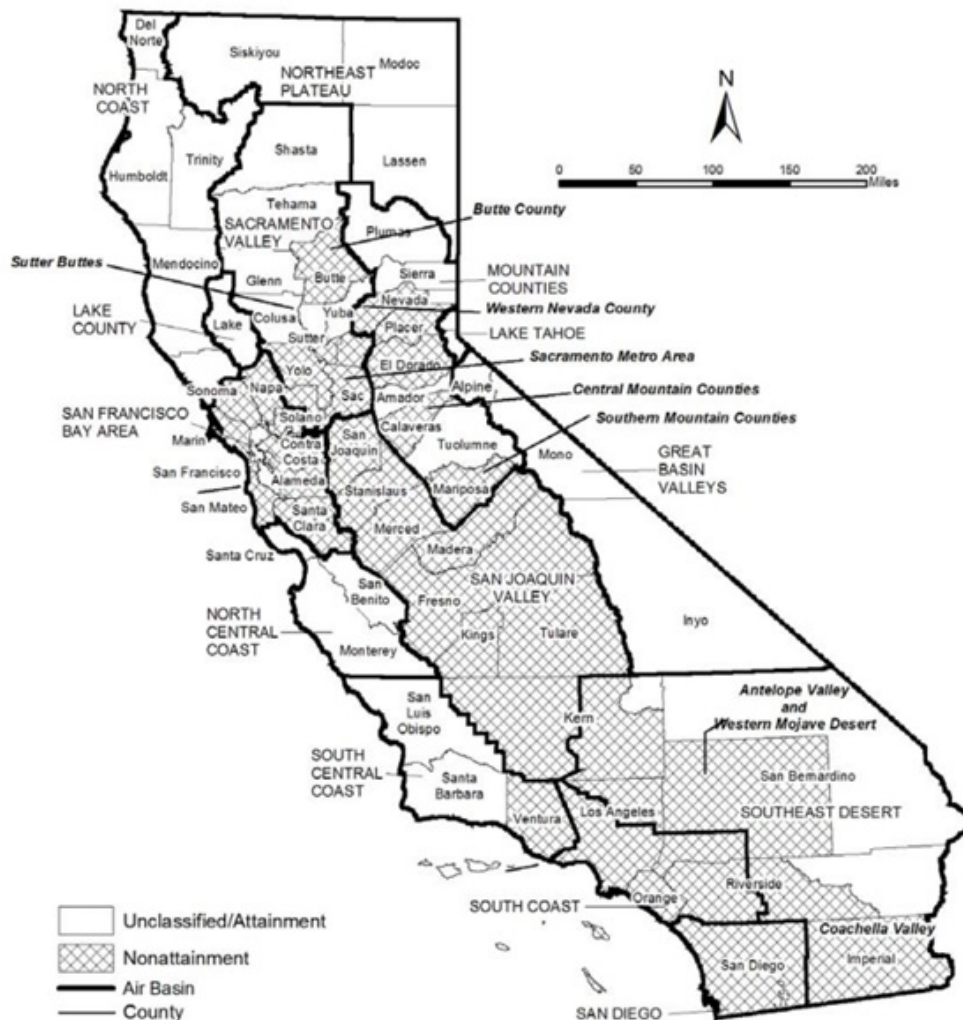 Del
Norte
Siskiyou
Modoc
NORTHEAST
PLATEAU
NORTH
COAST
N
Trinity
Shasta
Lassen
Humboldt
0 50 100 150 200
Miles
Tehama
Butte County
SACRAMENTO
VALLEY
Plumas
Sutter Buttes
Mendocino
Glenn
Butte
Sierra
MOUNTAIN
COUNTIES
Nevada
Western Nevada County
LAKE
COUNTY
Lake
Colusa
Yuba
Placer
LAKE TAHOE
Sutter
Sacramento Metro Area
Yolo
El Dorado
Sonoma
Napa
Sac
Amador
Alpine
Central Mountain Counties
SAN FRANCISCO
BAY AREA
Solano
Calaveras
Southern Mountain Counties
Marin
Contra
Costa
San
Joaquin
Tuolumne
Mono
GREAT
BASIN
VALLEYS
San Francisco
Alameda
Stanislaus
Mariposa
San Mateo
Santa
Clara
Merced
Santa Cruz
Madera
San
Benito
Fresno
SAN JOAQUIN
VALLEY
NORTH
CENTRAL
COAST
Monterey
Kings
Tulare
Inyo
San
Luis
Obispo
Kern
Antelope Valley
and
Western Mojave Desert
SOUTH
CENTRAL
COAST
Santa
Barbara
Ventura
Los Angeles
San Bernardino
SOUTHEAST DESERT
Orange
Riverside
SOUTH COAST
Coachella Valley
San Diego
Imperial
SAN DIEGO
Unclassified/Attainment
Nonattainment
Air Basin
County